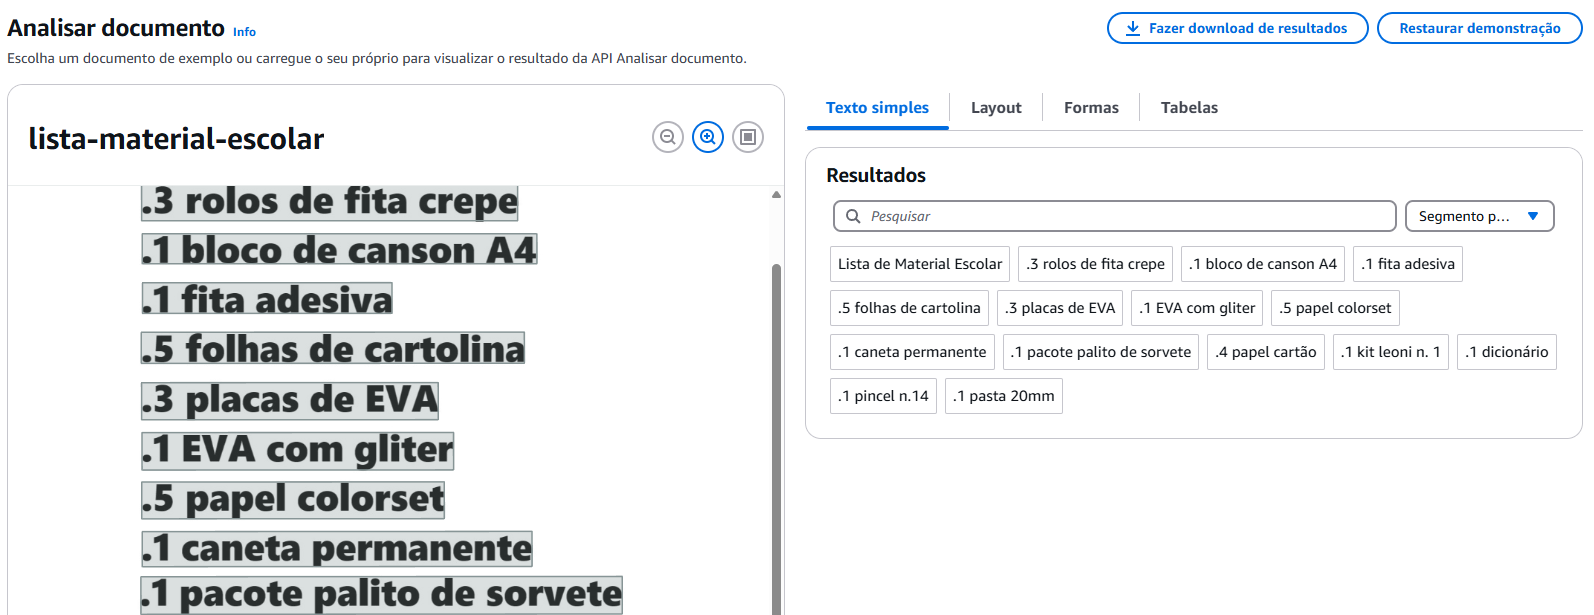 Analisar documento Info
Escolha um documento de exemplo ou carregue o seu próprio para visualizar o resultado da API Analisar documento.
Fazer download de resultados
Restaurar demonstração
lista-material-escolar
.3 rolos de fita crepe
.1 bloco de canson A4
.1 fita adesiva
.5 folhas de cartolina
.3 placas de EVA
.1 EVA com gliter
.5 papel colorset
.1 caneta permanente
.1 pacote palito de sorvete
Texto simples Layout Formas Tabelas
Resultados
Pesquisar Segmento p...
Lista de Material Escolar .3 rolos de fita crepe .1 bloco de canson A4 .1 fita adesiva
.5 folhas de cartolina .3 placas de EVA .1 EVA com gliter .5 papel colorset
.1 caneta permanente .1 pacote palito de sorvete .4 papel cartão .1 kit leoni n. 1 .1 dicionário
.1 pincel n.14 .1 pasta 20mm